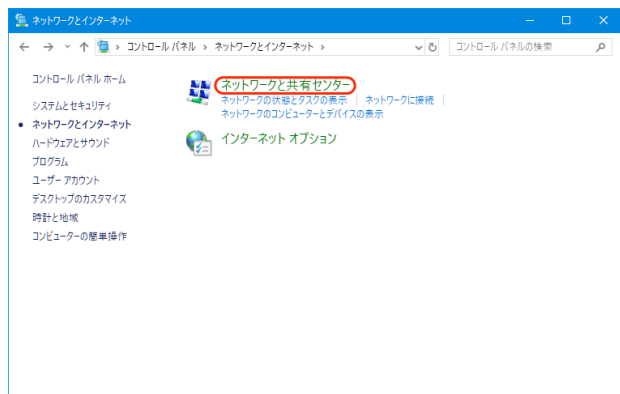 ネットワークとインターネット
コントロール パネル › ネットワークとインターネット ›
コントロール パネルの検索
コントロール パネル ホーム
システムとセキュリティ
ネットワークとインターネット
ハードウェアとサウンド
プログラム
ユーザー アカウント
デスクトップのカスタマイズ
時計と地域
コンピューターの簡単操作
ネットワークと共有センター
ネットワークの状態とタスクの表示 | ネットワークに接続 |
ネットワークのコンピューターとデバイスの表示
インターネット オプション